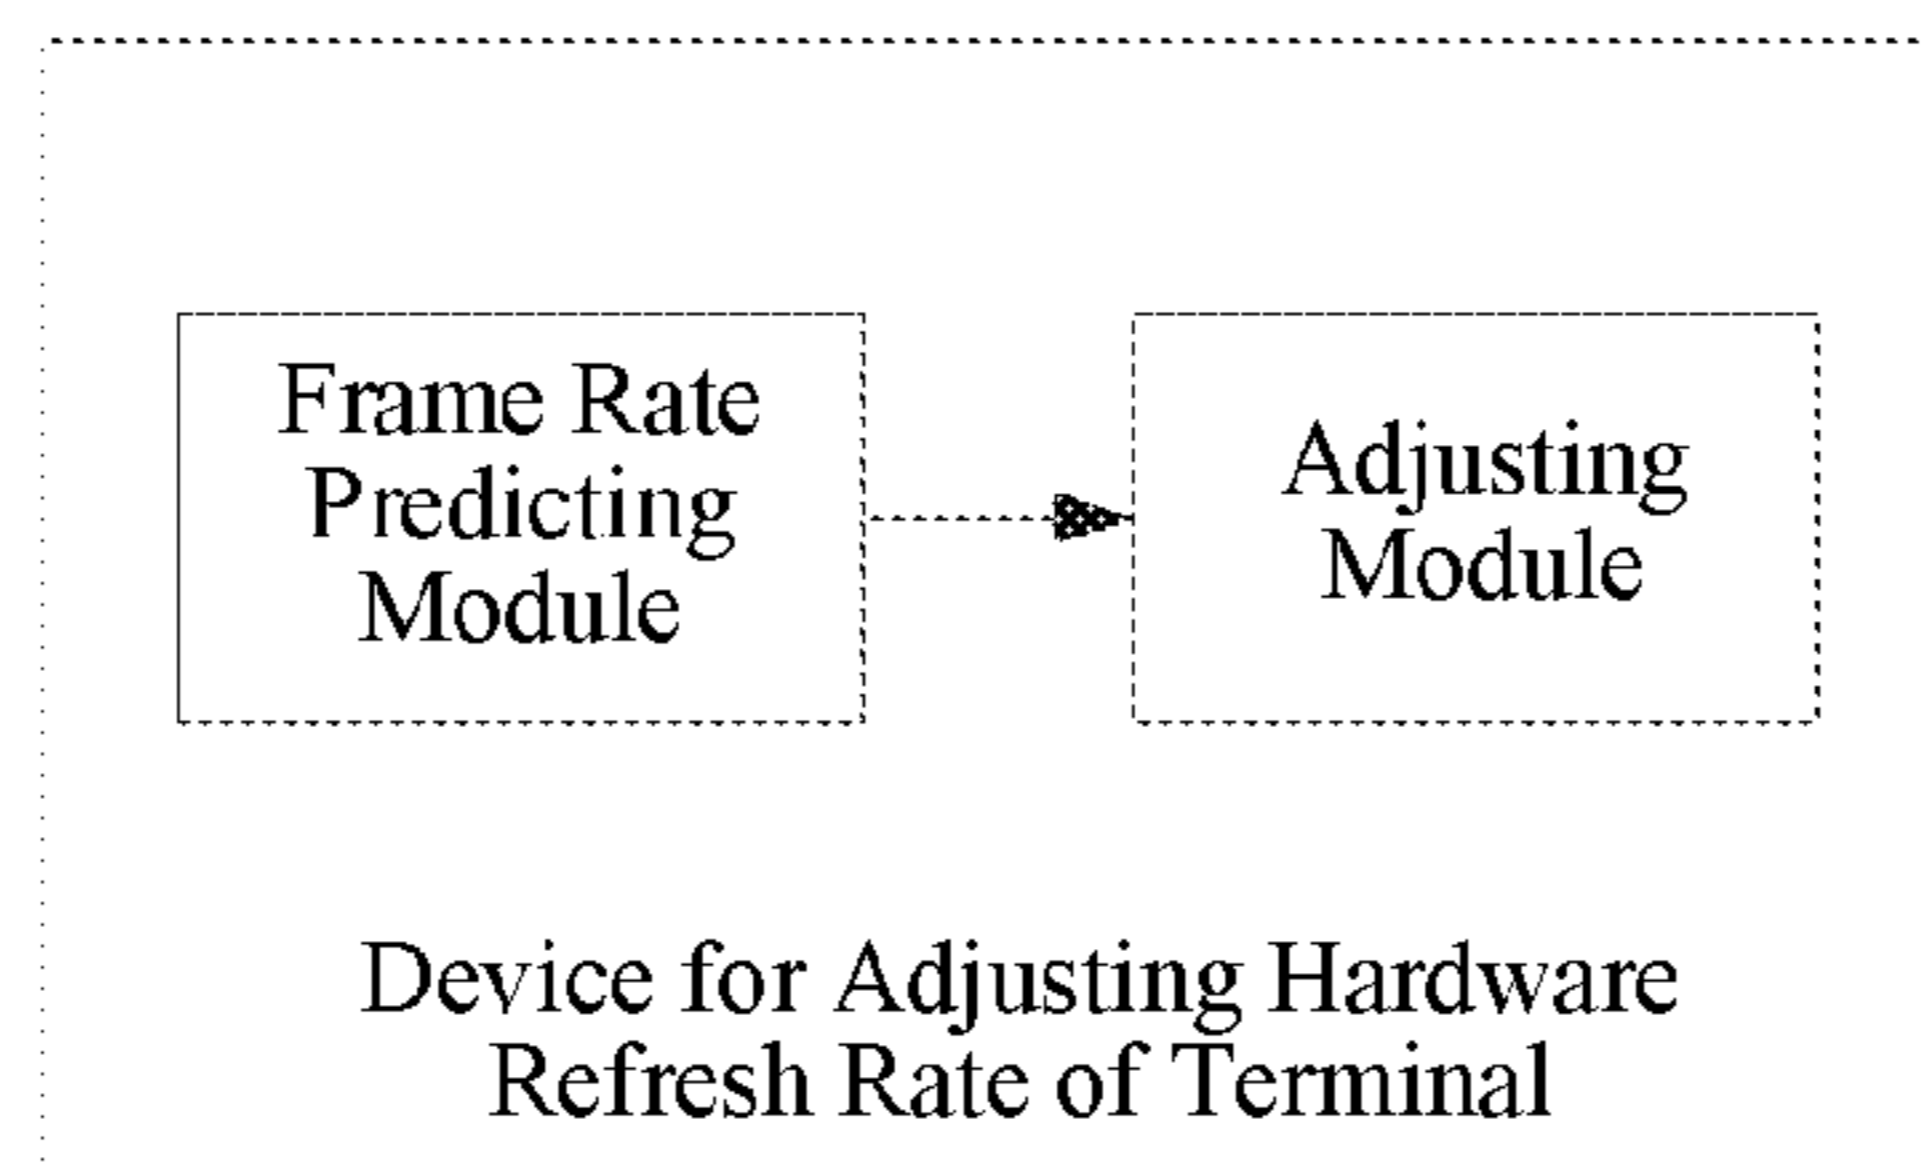 Frame Rate
Predicting
Module
Adjusting
Module
Device for Adjusting Hardware
Refresh Rate of Terminal